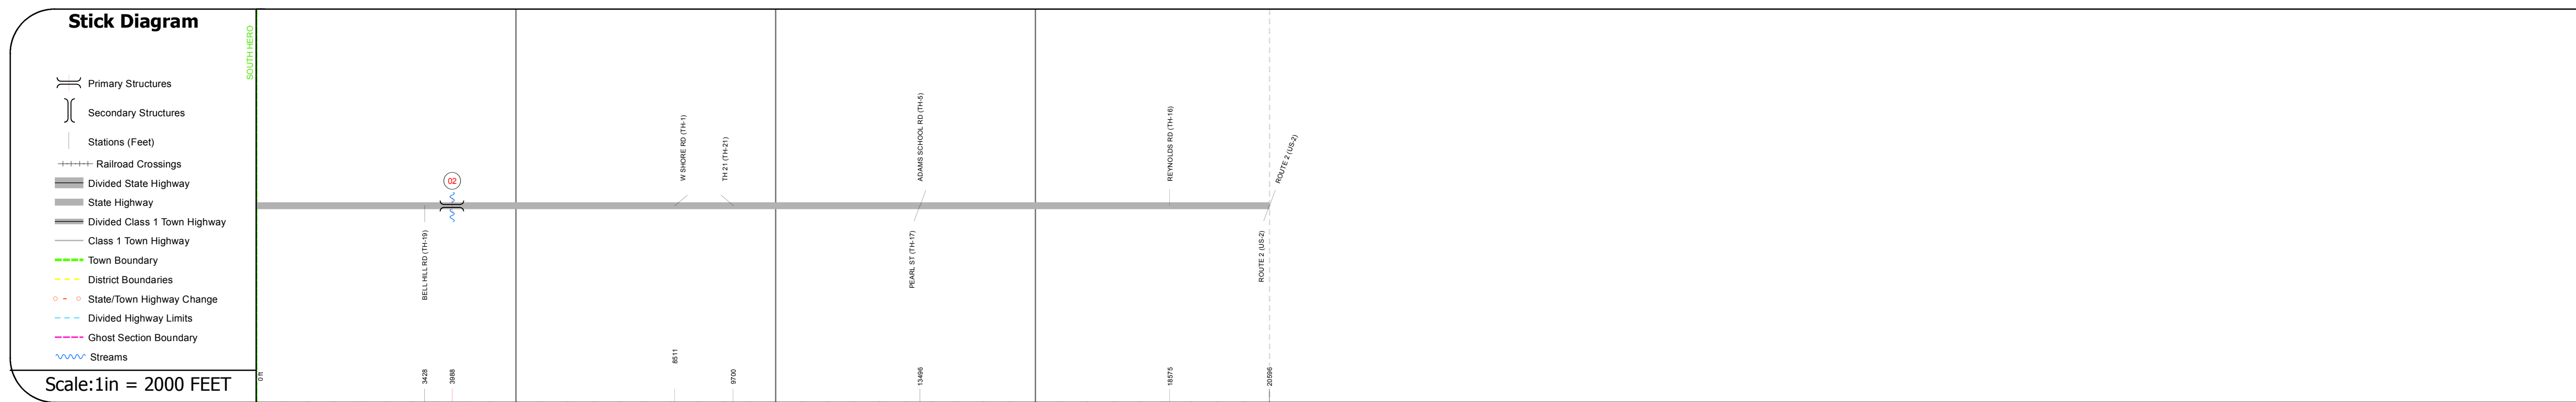 Stick Diagram
Primary Structures
Secondary Structures
Stations (Feet)
Railroad Crossings
Divided State Highway
State Highway
Divided Class 1 Town Highway
Class 1 Town Highway
Town Boundary
District Boundaries
State/Town Highway Change
Divided Highway Limits
Ghost Section Boundary
Streams
Scale:1in = 2000 FEET
SOUTH HERO
0 ft
BELL HILL RD (TH-19)
3428
02
3988
W SHORE RD (TH-1)
8511
TH 21 (TH-21)
9700
ADAMS SCHOOL RD (TH-5)
PEARL ST (TH-17)
13496
REYNOLDS RD (TH-16)
18575
ROUTE 2 (US-2)
ROUTE 2 (US-2)
20596